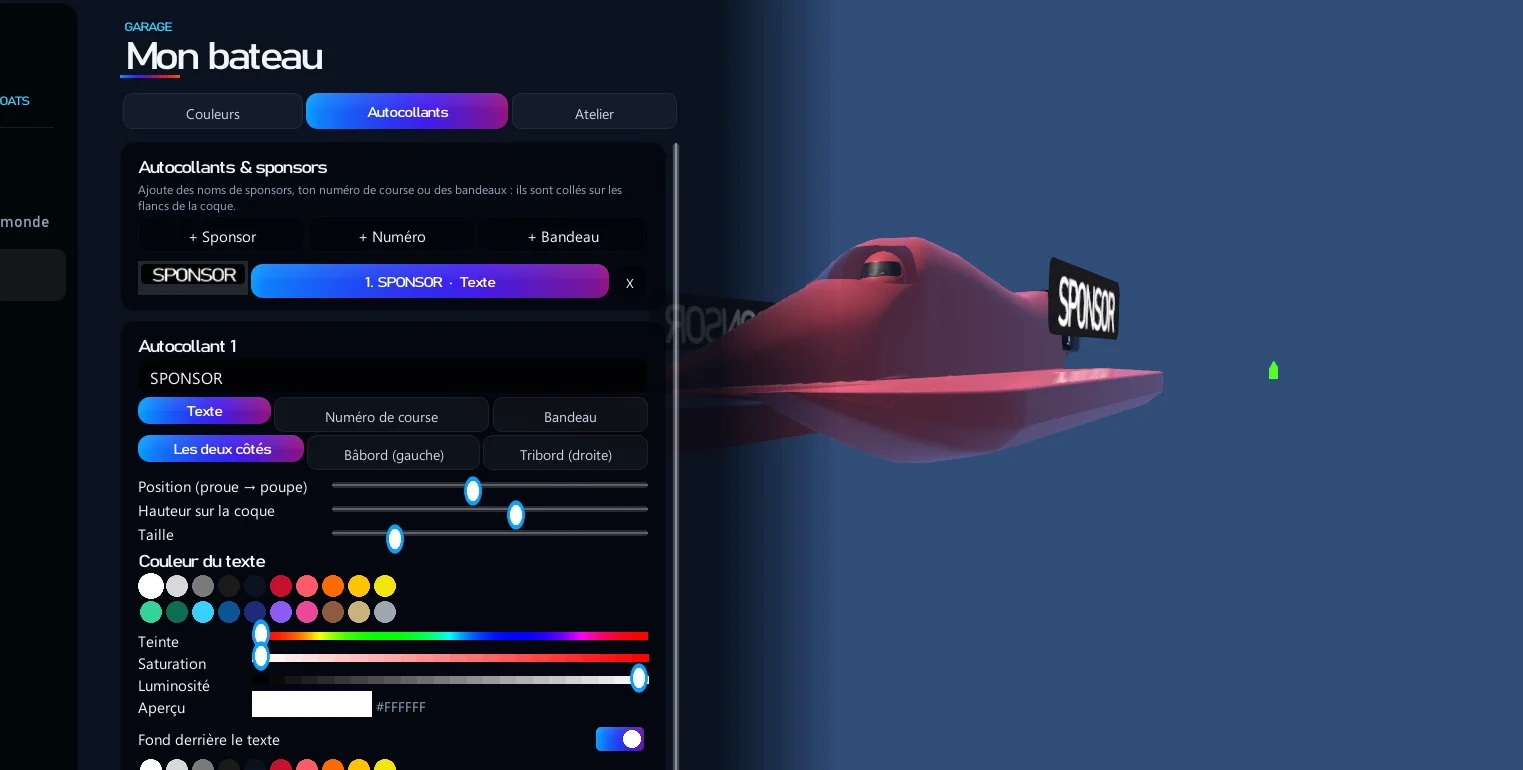 GARAGE
Mon bateau
OATS
Couleurs
Autocollants
Atelier
Autocollants & sponsors
Ajoute des noms de sponsors, ton numéro de course ou des bandeaux : ils sont collés sur les
flancs de la coque.
monde
+ Sponsor
+ Numéro
+ Bandeau
SPONSOR
1. SPONSOR · Texte
X
SPONSOR
SPONSOR
Autocollant 1
SPONSOR
Texte
Numéro de course
Bandeau
Les deux côtés
Bâbord (gauche)
Tribord (droite)
Position (proue → poupe)
Hauteur sur la coque
Taille
Couleur du texte
Teinte
Saturation
Luminosité
Aperçu
#FFFFFF
Fond derrière le texte